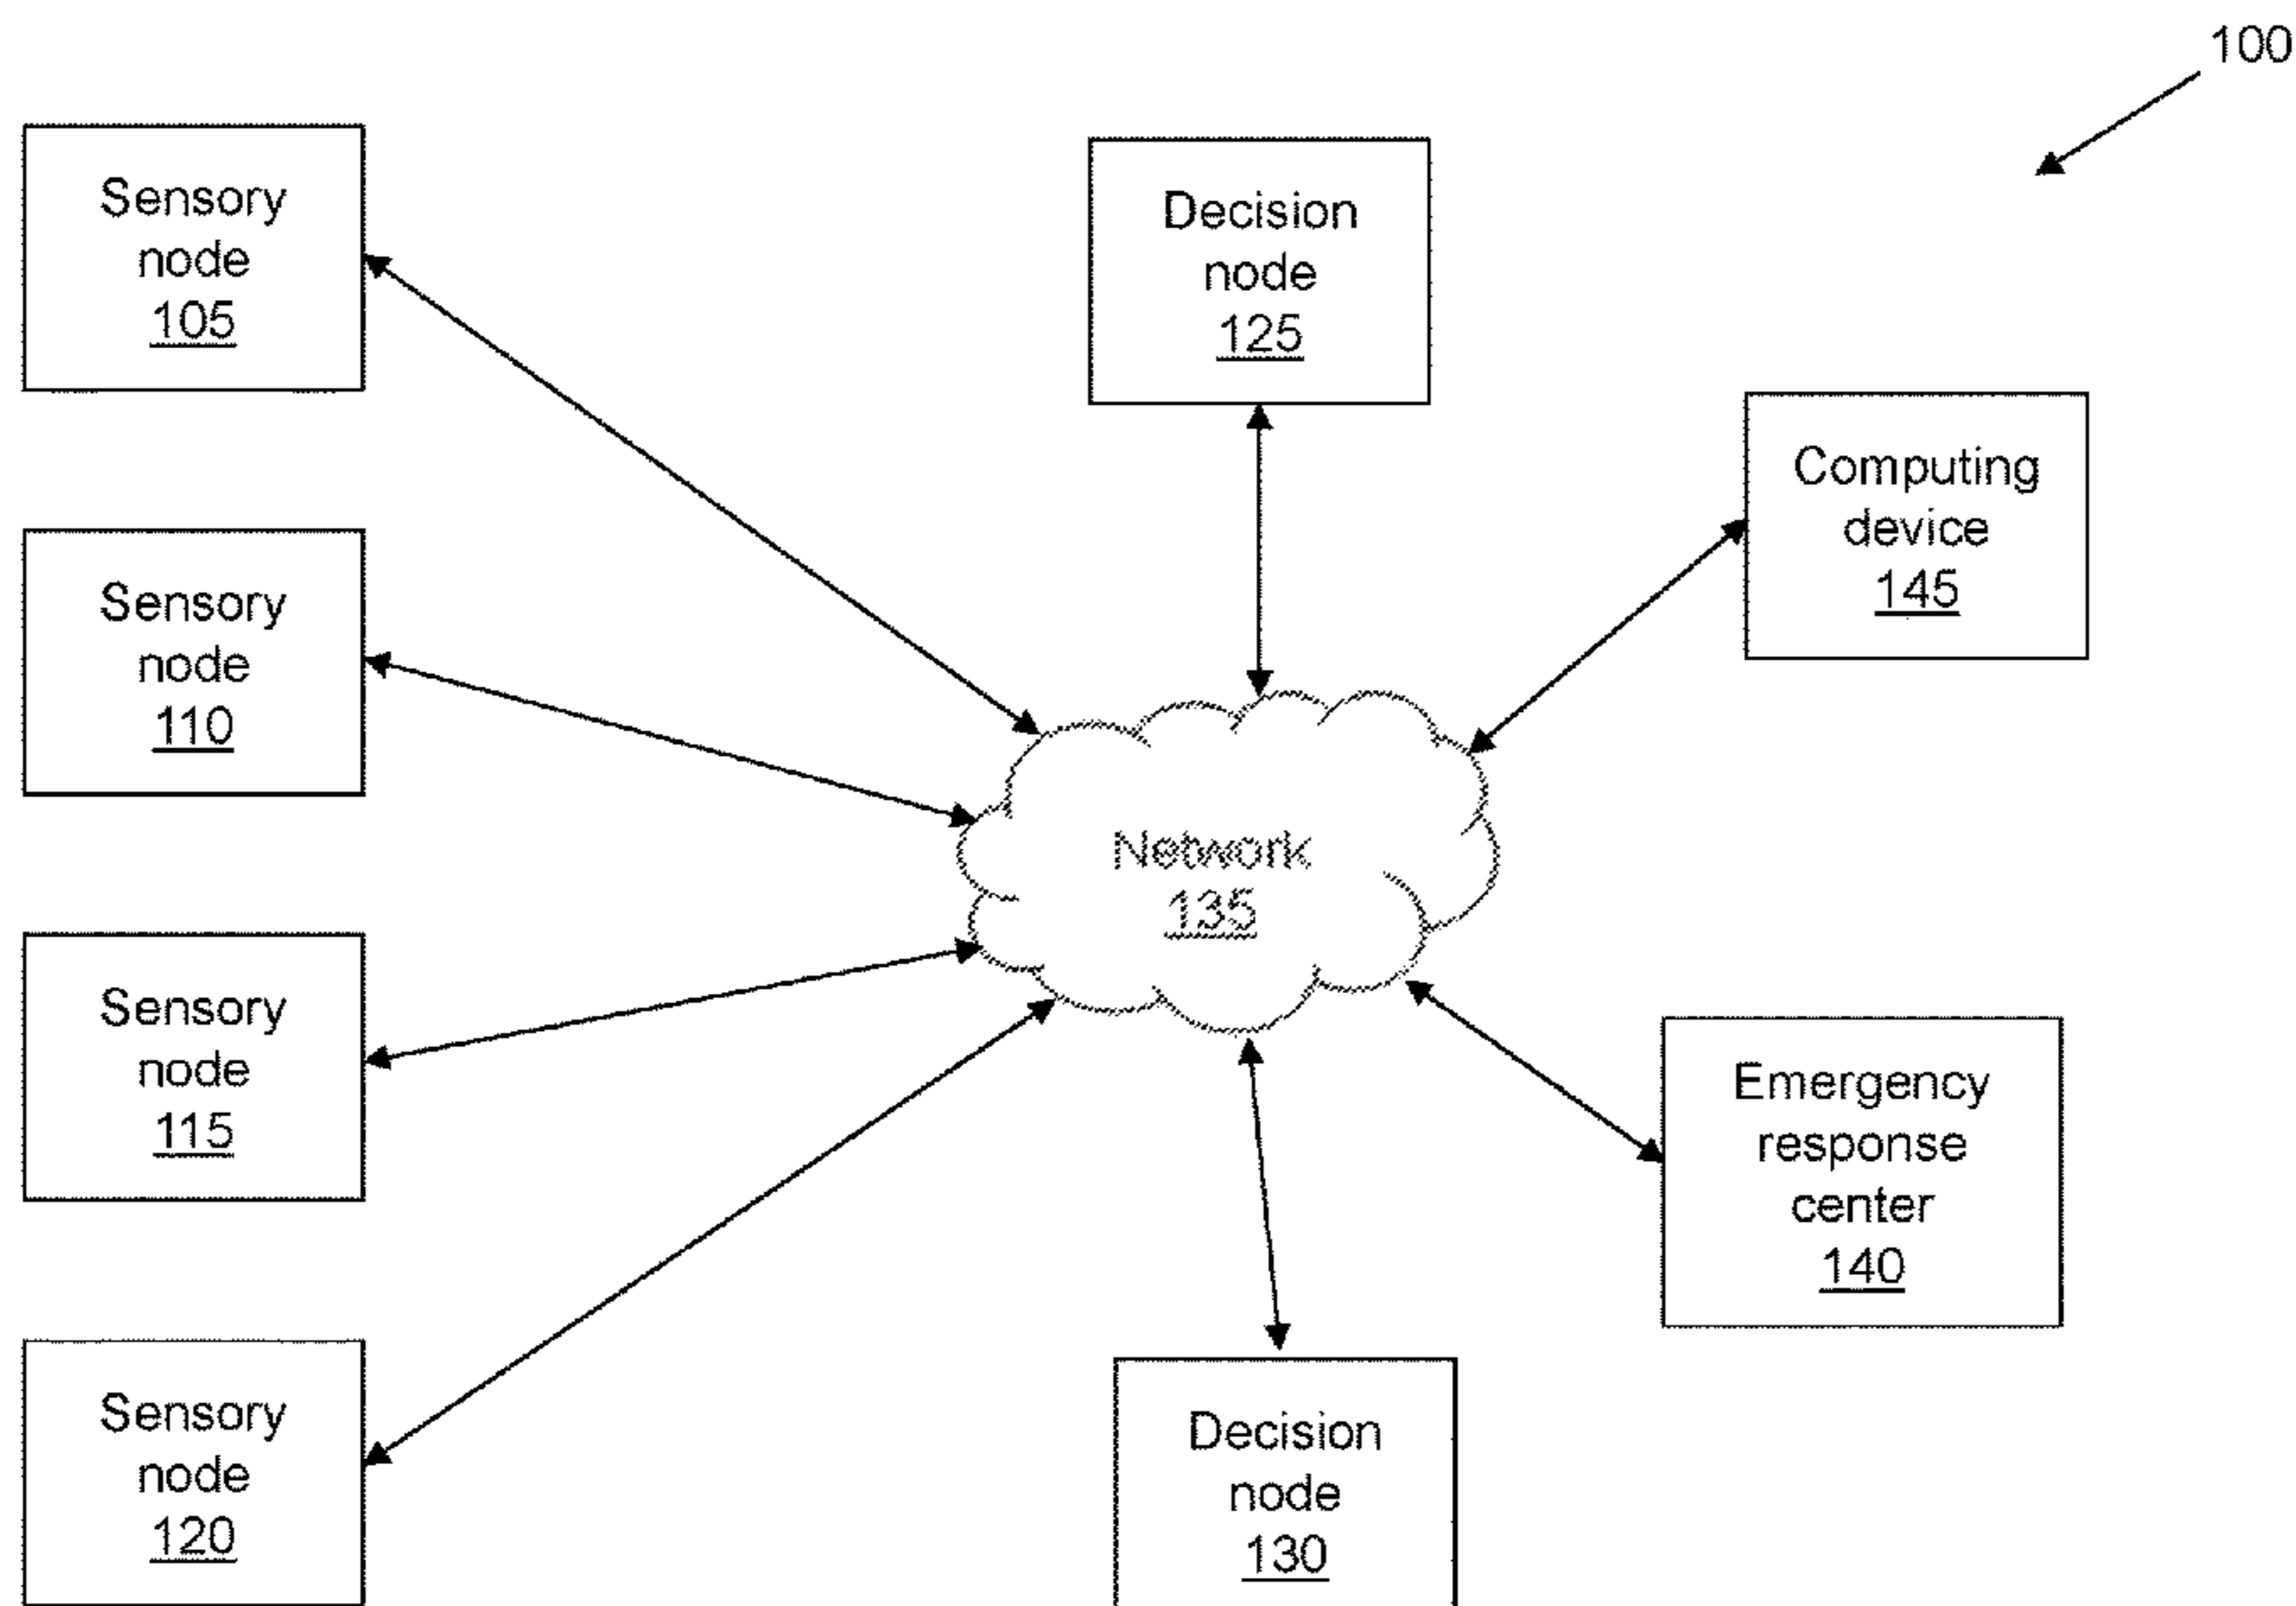 100
Sensory
node
105
Decision
node
125
Computing
device
145
Sensory
node
110
Network
135
Sensory
node
115
Emergency
response
center
140
Sensory
node
120
Decision
node
130